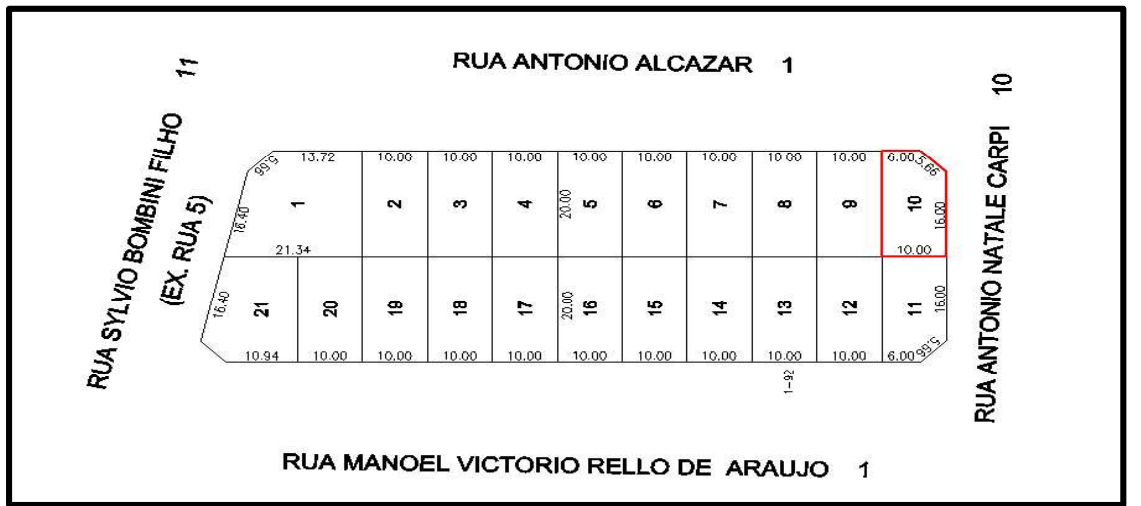 RUA ANTONIO ALCAZAR 1
RUA SYLVIO BOMBINI FILHO 11
(EX. RUA 5)
RUA ANTONIO NATALE CARPI 10
5.66 13.72 10.00 10.00 10.00 10.00 10.00 10.00 10.00 10.00 6.00 5.66
16.40 1 2 3 4 20.00 5 6 7 8 9 10 16.00
21.34 10.00
16.40 21 20 19 18 17 20.00 16 15 14 13 12 11 16.00
10.94 10.00 10.00 10.00 10.00 10.00 10.00 10.00 10.00 10.00 6.00 5.66
1-92
RUA MANOEL VICTORIO RELLO DE ARAUJO 1